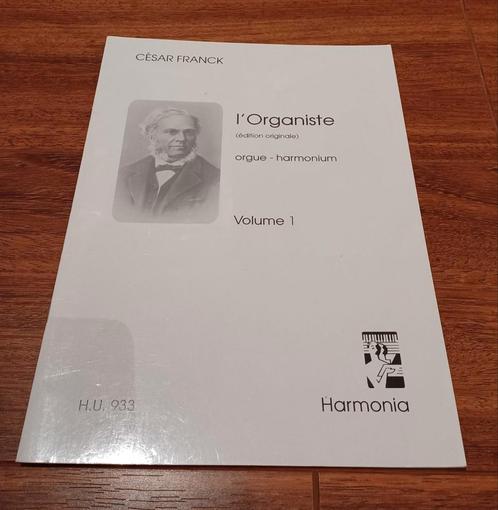 CÉSAR FRANCK
l'Organiste
(édition originale)
orgue - harmonium
Volume 1
H.U. 933
Harmonia